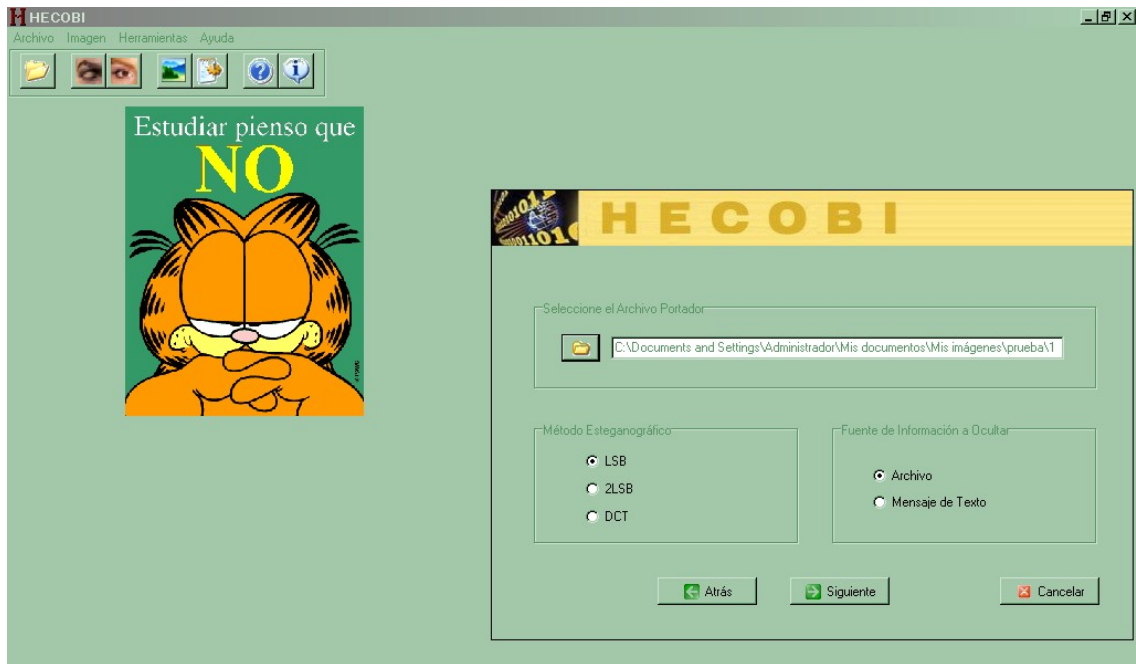 HECOBI
Archivo Imagen Herramientas Ayuda
Estudiar pienso que
NO
HECOBI
Seleccione el Archivo Portador
C:\Documents and Settings\Administrador\Mis documentos\Mis imágenes\prueba\1
Método Esteganográfico
LSB
2LSB
DCT
Fuente de Información a Ocultar
Archivo
Mensaje de Texto
Atrás Siguiente Cancelar